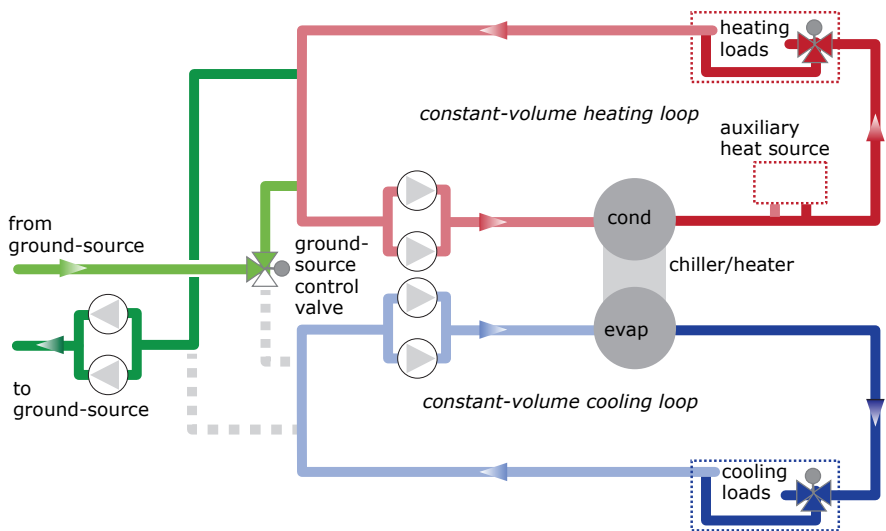 heating
loads
constant-volume heating loop
auxiliary
heat source
from
ground-source
cond
ground-
source
control
valve
chiller/heater
evap
to
ground-source
constant-volume cooling loop
cooling
loads